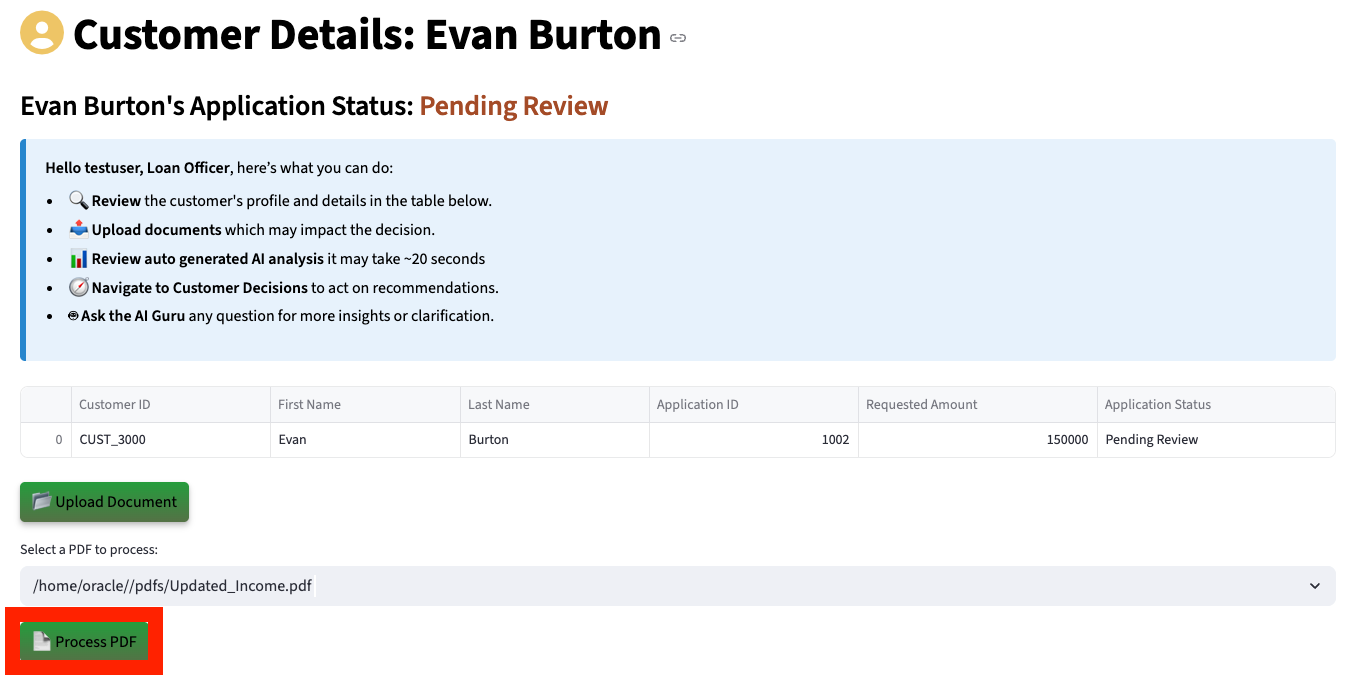 Customer Details: Evan Burton
Evan Burton's Application Status: Pending Review
Hello testuser, Loan Officer, here’s what you can do:
Review the customer's profile and details in the table below.
Upload documents which may impact the decision.
Review auto generated AI analysis it may take ~20 seconds
Navigate to Customer Decisions to act on recommendations.
Ask the AI Guru any question for more insights or clarification.
Customer ID First Name Last Name Application ID Requested Amount Application Status
0 CUST_3000 Evan Burton 1002 150000 Pending Review
Upload Document
Select a PDF to process:
/home/oracle//pdfs/Updated_Income.pdf
Process PDF